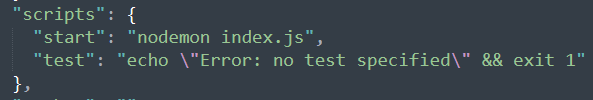 "scripts": {
"start": "nodemon index.js",
"test": "echo \"Error: no test specified\" && exit 1"
},